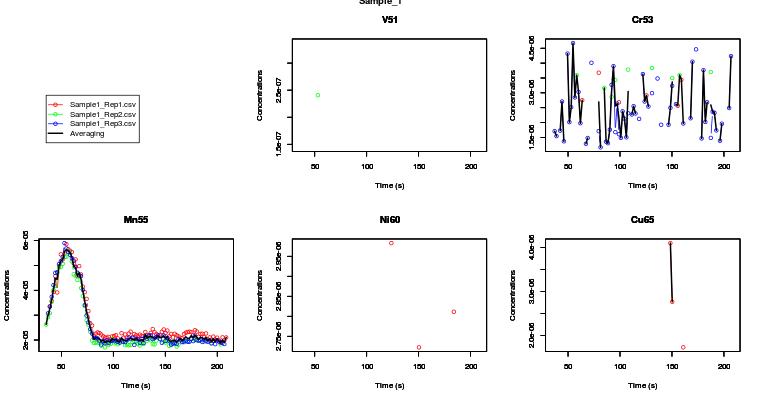 Sample_1
V51
Cr53
Concentrations
1.5e-07
2.5e-07
50
100
150
200
Time (s)
Concentrations
1.5e-06
3.0e-06
4.5e-06
50
100
150
200
Time (s)
Sample1_Rep1.csv
Sample1_Rep2.csv
Sample1_Rep3.csv
Averaging
Mn55
Ni60
Cu65
Concentrations
2e-05
4e-05
6e-05
50
100
150
200
Time (s)
Concentrations
2.75e-06
2.85e-06
2.95e-06
50
100
150
200
Time (s)
Concentrations
2.0e-06
3.0e-06
4.0e-06
50
100
150
200
Time (s)